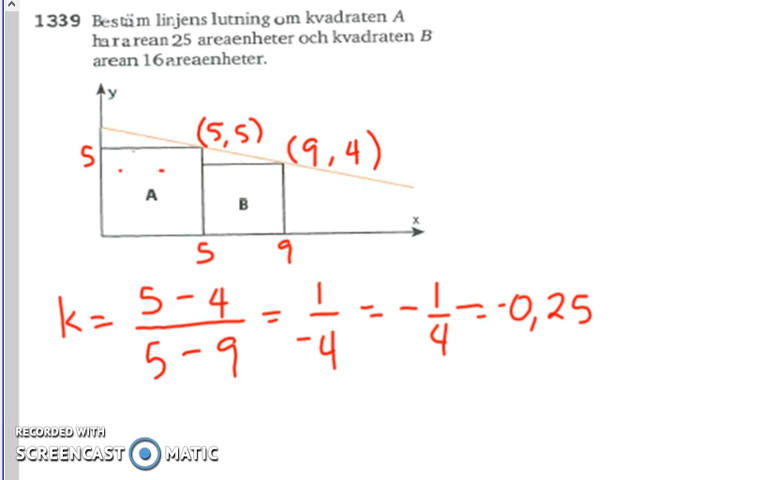 1339 Bestäm linjens lutning om kvadraten A
har arean 25 areaenheter och kvadraten B
arean 16 areaenheter.
y
(5,5)
(9,4)
5
A
B
x
5
9
k = 5 - 4 / 5 - 9 = 1 / -4 = - 1 / 4 = -0,25
RECORDED WITH
SCREENCAST MATIC